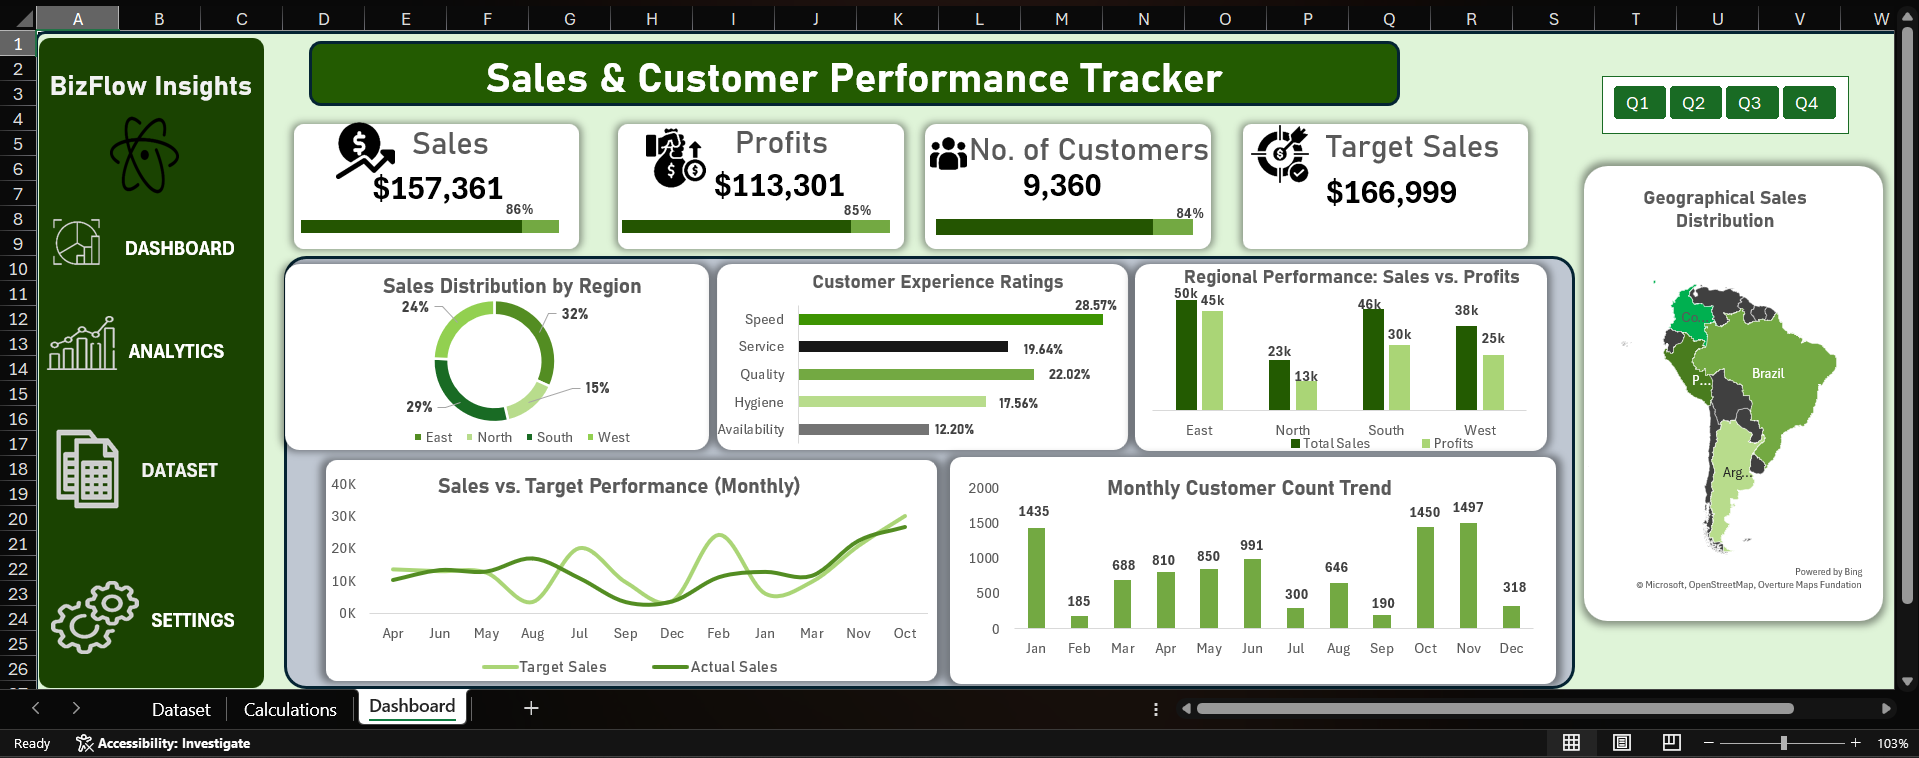 A B C D E F G H I J K L M N O P Q R S T U V W
1
2
3
4
5
6
7
8
9
10
11
12
13
14
15
16
17
18
19
20
21
22
23
24
25
26
BizFlow Insights
DASHBOARD
ANALYTICS
DATASET
SETTINGS
Sales & Customer Performance Tracker
Q1 Q2 Q3 Q4
Sales
$157,361
86%
Profits
$113,301
85%
No. of Customers
9,360
84%
Target Sales
$166,999
Sales Distribution by Region
24%
32%
15%
29%
East North South West
Customer Experience Ratings
Speed 28.57%
Service 19.64%
Quality 22.02%
Hygiene 17.56%
Availability 12.20%
Regional Performance: Sales vs. Profits
50k 45k 23k 13k 46k 30k 38k 25k
East North South West
Total Sales Profits
Geographical Sales
Distribution
Co...
P...
Brazil
Arg...
Powered by Bing
© Microsoft, OpenStreetMap, Overture Maps Fundation
Sales vs. Target Performance (Monthly)
40K
30K
20K
10K
0K
Apr Jun May Aug Jul Sep Dec Feb Jan Mar Nov Oct
Target Sales Actual Sales
Monthly Customer Count Trend
2000
1500
1000
500
0
1435 185 688 810 850 991 300 646 190 1450 1497 318
Jan Feb Mar Apr May Jun Jul Aug Sep Oct Nov Dec
Dataset Calculations Dashboard
Ready Accessibility: Investigate 103%